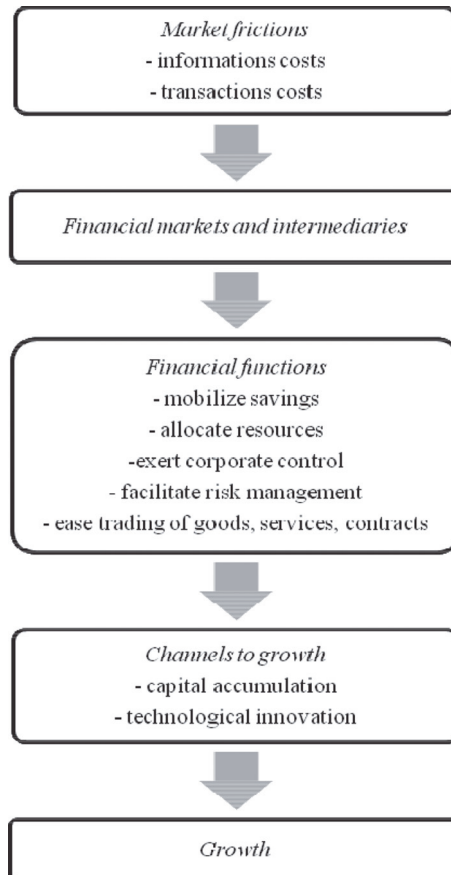 Market frictions
- informations costs
- transactions costs
Financial markets and intermediaries
Financial functions
- mobilize savings
- allocate resources
-exert corporate control
- facilitate risk management
- ease trading of goods, services, contracts
Channels to growth
- capital accumulation
- technological innovation
Growth